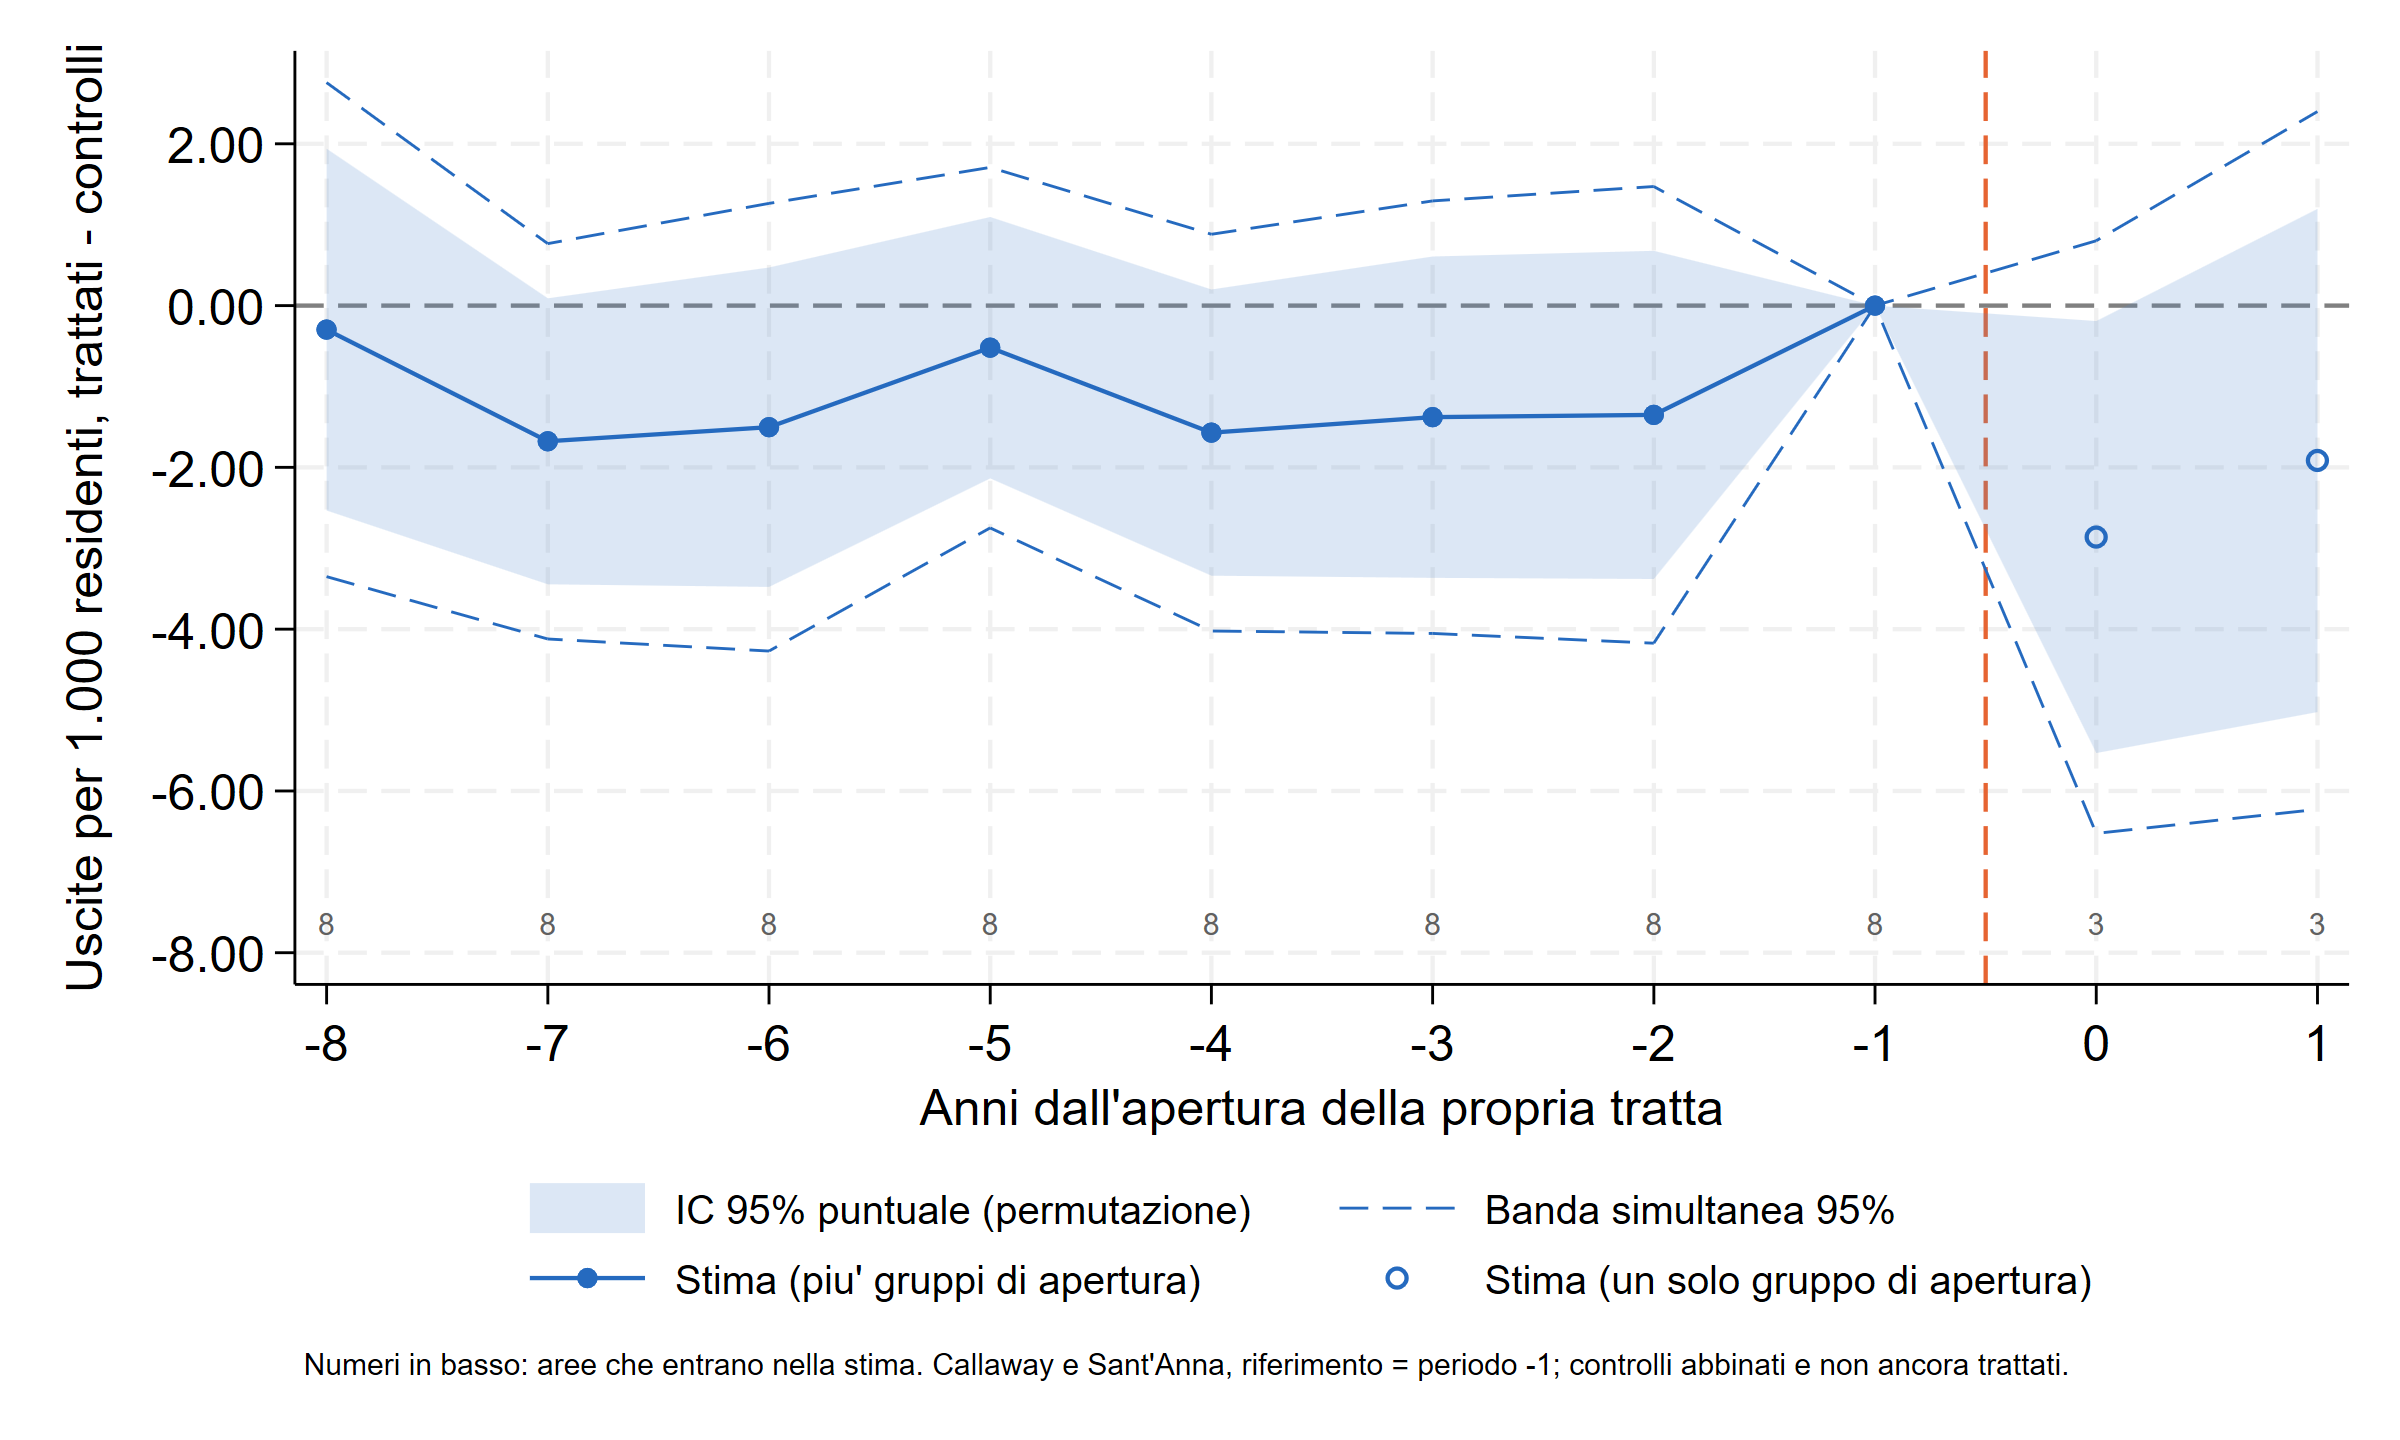 Uscite per 1.000 residenti, trattati - controlli
2.00
0.00
-2.00
-4.00
-6.00
-8.00
8 8 8 8 8 8 8 8 3 3
-8 -7 -6 -5 -4 -3 -2 -1 0 1
Anni dall'apertura della propria tratta
IC 95% puntuale (permutazione)
Banda simultanea 95%
Stima (piu' gruppi di apertura)
Stima (un solo gruppo di apertura)
Numeri in basso: aree che entrano nella stima. Callaway e Sant'Anna, riferimento = periodo -1; controlli abbinati e non ancora trattati.